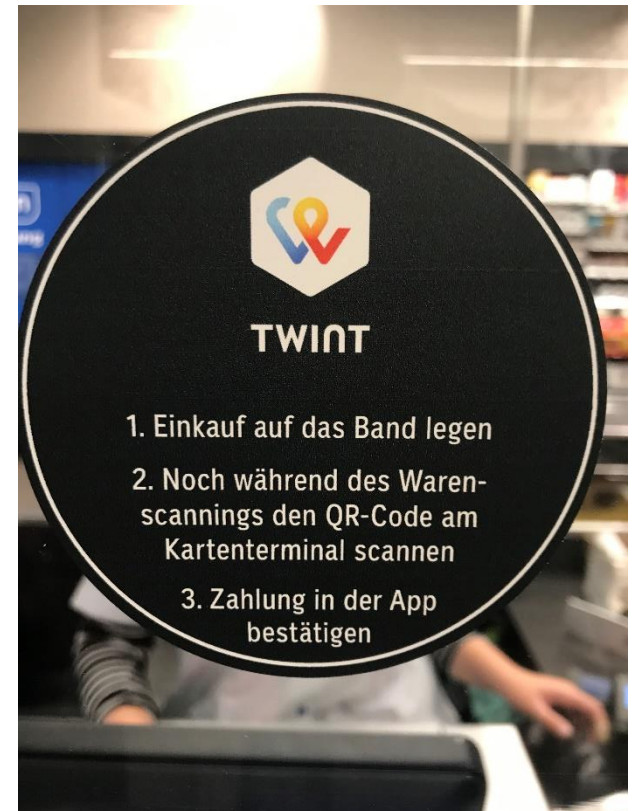 TWINT
1. Einkauf auf das Band legen
2. Noch während des Waren-
scannings den QR-Code am
Kartenterminal scannen
3. Zahlung in der App
bestätigen